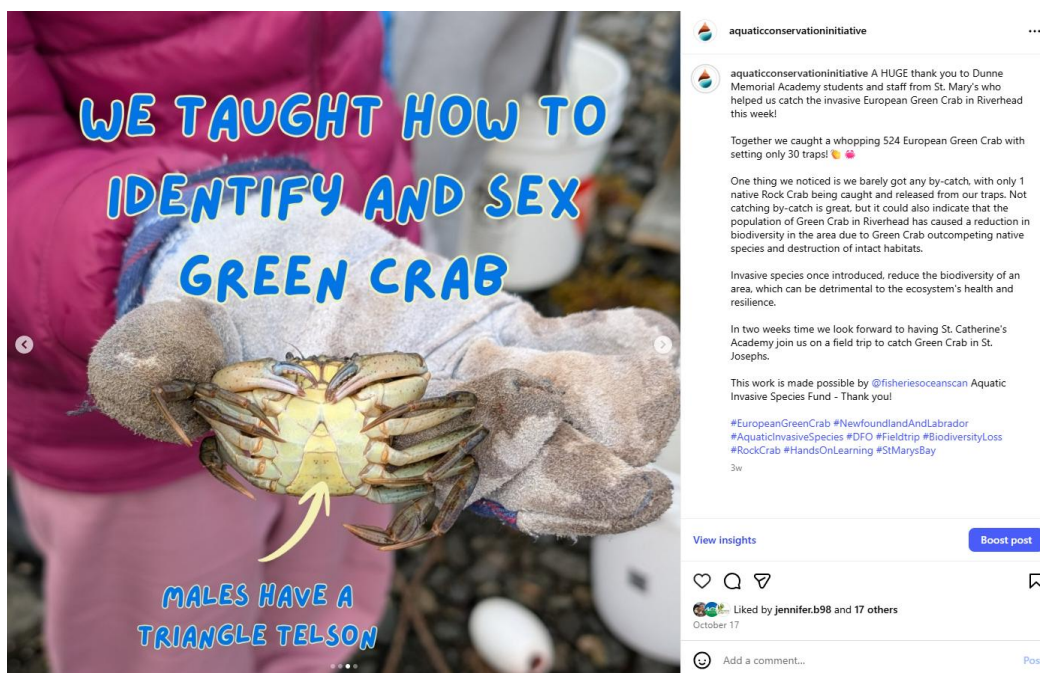 WE TAUGHT HOW TO
IDENTIFY AND SEX
GREEN CRAB
MALES HAVE A
TRIANGLE TELSON
aquaticconservationinitiative
aquaticconservationinitiative A HUGE thank you to Dunne
Memorial Academy students and staff from St. Mary's who
helped us catch the invasive European Green Crab in Riverhead
this week!
Together we caught a whopping 524 European Green Crab with
setting only 30 traps!
One thing we noticed is we barely got any by-catch, with only 1
native Rock Crab being caught and released from our traps. Not
catching by-catch is great, but it could also indicate that the
population of Green Crab in Riverhead has caused a reduction in
biodiversity in the area due to Green Crab outcompeting native
species and destruction of intact habitats.
Invasive species once introduced, reduce the biodiversity of an
area, which can be detrimental to the ecosystem's health and
resilience.
In two weeks time we look forward to having St. Catherine's
Academy join us on a field trip to catch Green Crab in St.
Josephs.
This work is made possible by @fisheriesoceanscan Aquatic
Invasive Species Fund - Thank you!
#EuropeanGreenCrab #NewfoundlandAndLabrador
#AquaticInvasiveSpecies #DFO #Fieldtrip #BiodiversityLoss
#RockCrab #HandsOnLearning #StMarysBay
3w
View insights
Boost post
Liked by jennifer.b98 and 17 others
October 17
Add a comment...
Pos